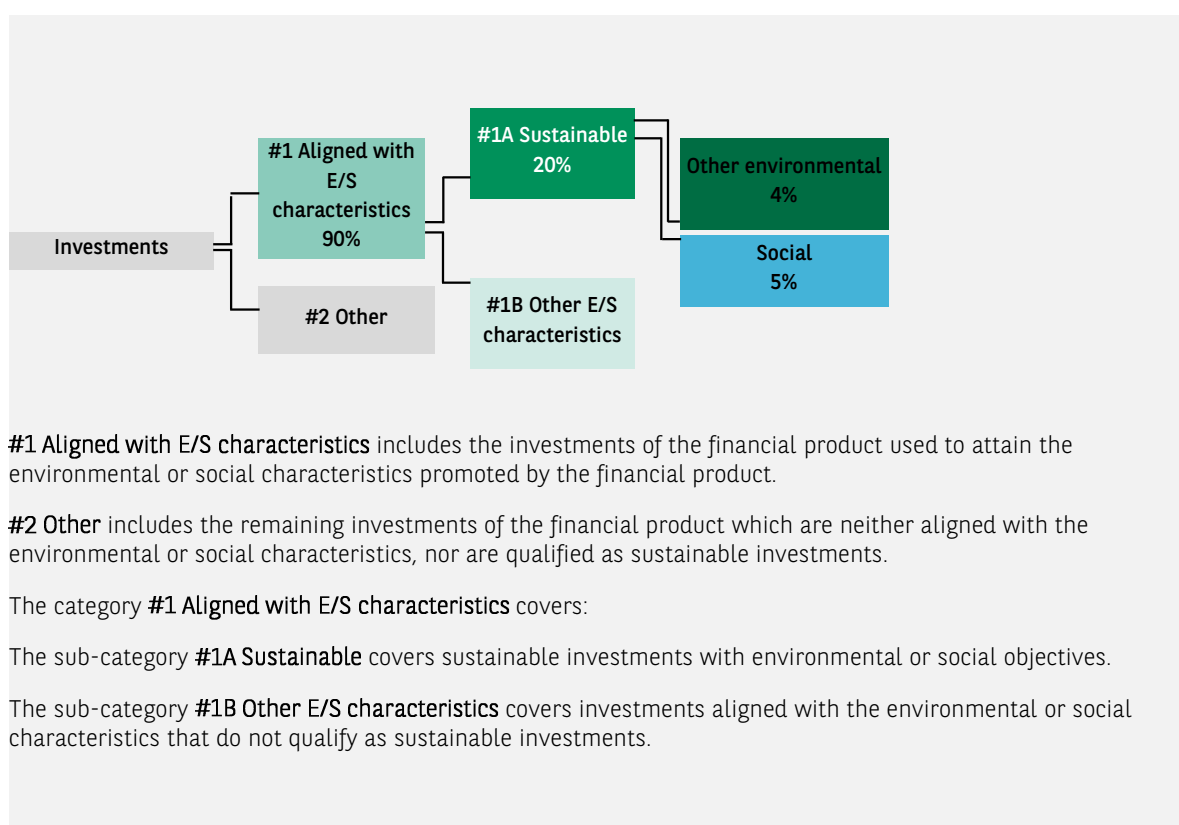 #1A Sustainable
20%
#1 Aligned with
E/S
characteristics
90%
Other environmental
4%
Investments
Social
5%
#2 Other
#1B Other E/S
characteristics
#1 Aligned with E/S characteristics includes the investments of the financial product used to attain the
environmental or social characteristics promoted by the financial product.
#2 Other includes the remaining investments of the financial product which are neither aligned with the
environmental or social characteristics, nor are qualified as sustainable investments.
The category #1 Aligned with E/S characteristics covers:
The sub-category #1A Sustainable covers sustainable investments with environmental or social objectives.
The sub-category #1B Other E/S characteristics covers investments aligned with the environmental or social
characteristics that do not qualify as sustainable investments.